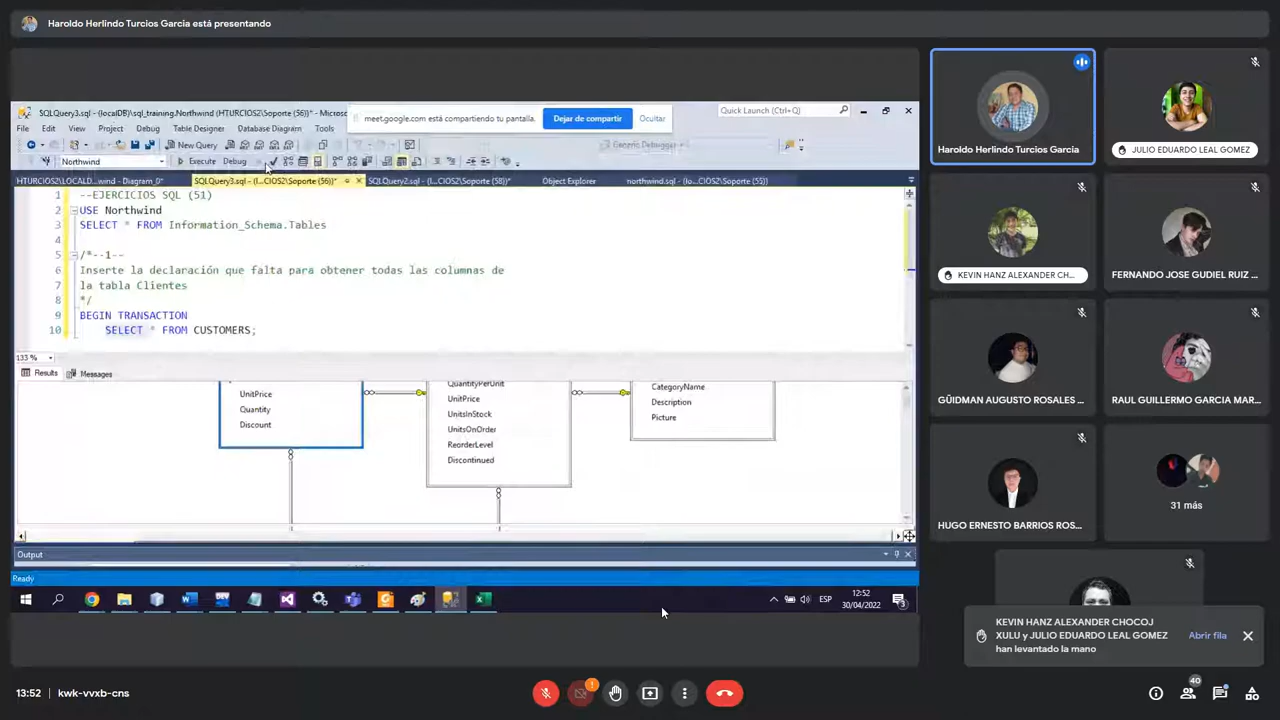 Haroldo Herlindo Turcios Garcia está presentando
SQLQuery3.sql - (localDB)\sql_training.Northwind (HTURCIOS2\Soporte (56))* - Microsoft
meet.google.com está compartiendo tu pantalla.
Dejar de compartir
Ocultar
Quick Launch (Ctrl+Q)
File Edit View Project Debug Table Designer Database Diagram Tools
New Query
Generic Debugger
Northwind
Execute Debug
HTURCIOS2\LOCALD...wind - Diagram_0*
SQLQuery3.sql - (l...CIOS2\Soporte (56))*
SQLQuery2.sql - (l...CIOS2\Soporte (58))*
Object Explorer
northwind.sql - (lo...CIOS2\Soporte (55))
1 --EJERCICIOS SQL (51)
2 USE Northwind
3 SELECT * FROM Information_Schema.Tables
4
5 /*--1--
6 Inserte la declaración que falta para obtener todas las columnas de
7 la tabla Clientes
8 */
9 BEGIN TRANSACTION
10 SELECT * FROM CUSTOMERS;
133 %
Results Messages
UnitPrice
Quantity
Discount
QuantityPerUnit
UnitPrice
UnitsInStock
UnitsOnOrder
ReorderLevel
Discontinued
CategoryName
Description
Picture
Output
Ready
ESP
12:52
30/04/2022
3
Haroldo Herlindo Turcios Garcia
JULIO EDUARDO LEAL GOMEZ
KEVIN HANZ ALEXANDER CH...
FERNANDO JOSE GUDIEL RUIZ ...
GÜIDMAN AUGUSTO ROSALES ...
RAUL GUILLERMO GARCIA MAR...
HUGO ERNESTO BARRIOS ROS...
31 más
KEVIN HANZ ALEXANDER CHOCOJ
XULU y JULIO EDUARDO LEAL GOMEZ
han levantado la mano
Abrir fila
13:52 kwk-vvxb-cns
40